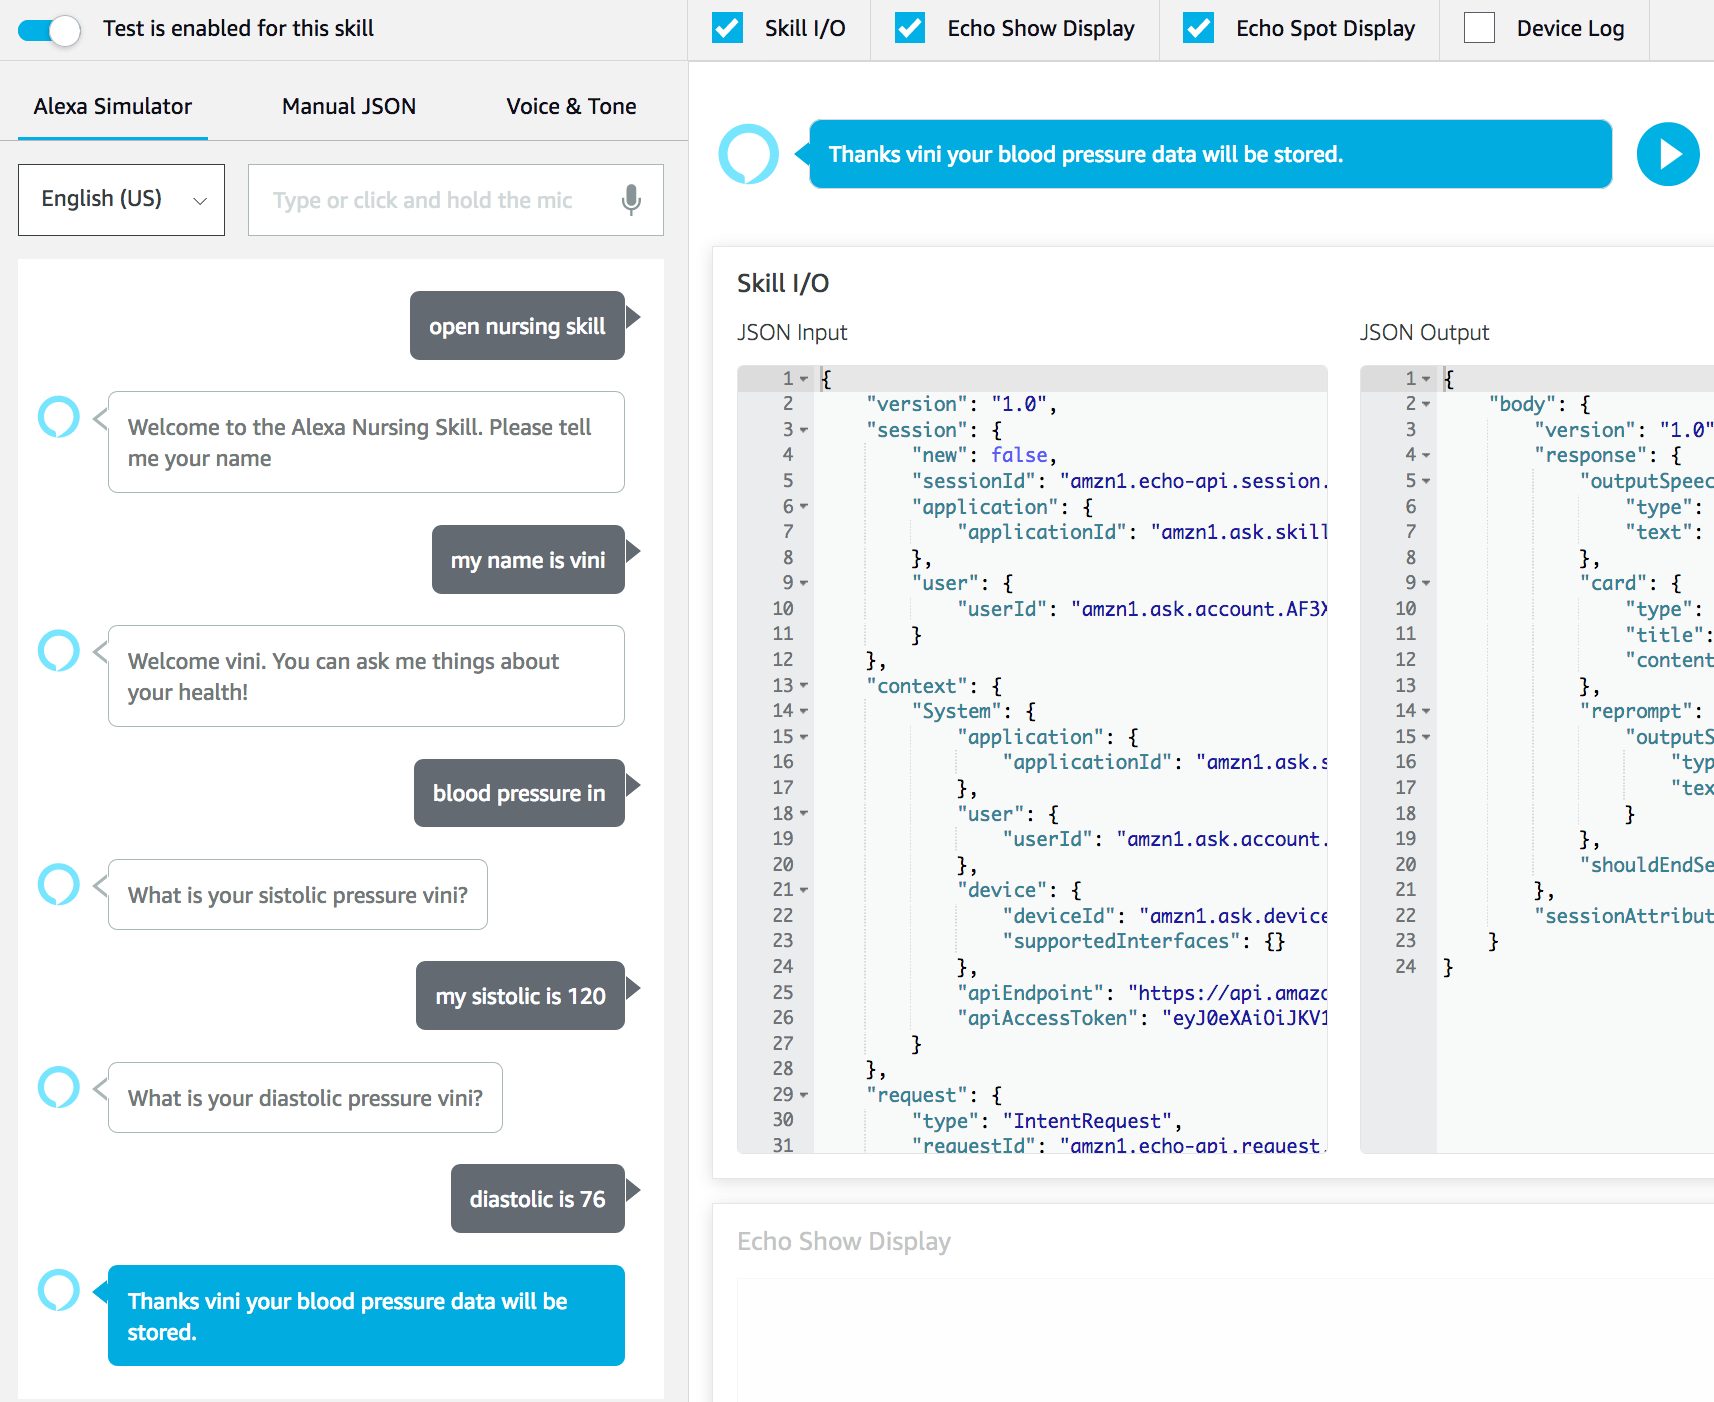 Test is enabled for this skill
Skill I/O
Echo Show Display
Echo Spot Display
Device Log
Alexa Simulator
Manual JSON
Voice & Tone
English (US)
Type or click and hold the mic
open nursing skill
Welcome to the Alexa Nursing Skill. Please tell
me your name
my name is vini
Welcome vini. You can ask me things about
your health!
blood pressure in
What is your sistolic pressure vini?
my sistolic is 120
What is your diastolic pressure vini?
diastolic is 76
Thanks vini your blood pressure data will be
stored.
Thanks vini your blood pressure data will be stored.
Skill I/O
JSON Input
1 {
2 "version": "1.0",
3 "session": {
4 "new": false,
5 "sessionId": "amzn1.echo-api.session.
6 "application": {
7 "applicationId": "amzn1.ask.skill
8 },
9 "user": {
10 "userId": "amzn1.ask.account.AF3X
11 }
12 },
13 "context": {
14 "System": {
15 "application": {
16 "applicationId": "amzn1.ask.s
17 },
18 "user": {
19 "userId": "amzn1.ask.account.
20 },
21 "device": {
22 "deviceId": "amzn1.ask.device
23 "supportedInterfaces": {}
24 },
25 "apiEndpoint": "https://api.amazo
26 "apiAccessToken": "eyJ0eXAiOiJKV1
27 }
28 },
29 "request": {
30 "type": "IntentRequest",
31 "requestId": "amzn1.echo-api.request.
JSON Output
1 {
2 "body": {
3 "version": "1.0"
4 "response": {
5 "outputSpeec
6 "type":
7 "text":
8 },
9 "card": {
10 "type":
11 "title":
12 "content
13 },
14 "reprompt":
15 "outputS
16 "typ
17 "tex
18 }
19 },
20 "shouldEndSe
21 },
22 "sessionAttribut
23 }
24 }
Echo Show Display